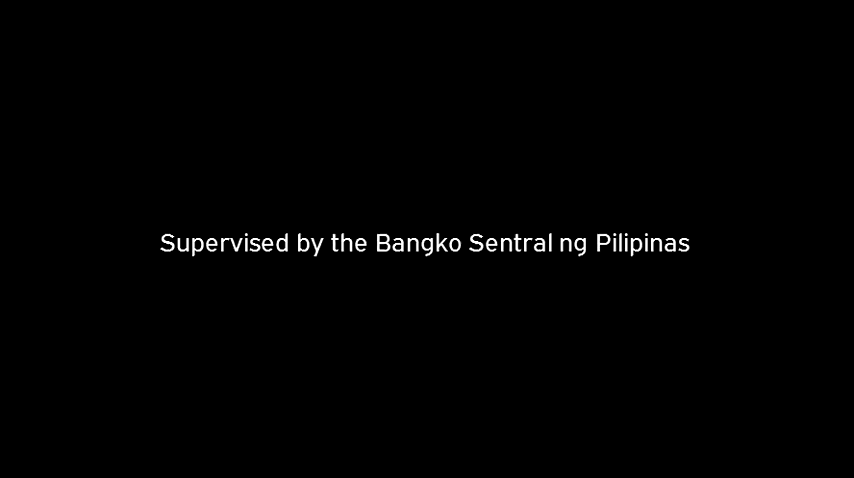 Supervised by the Bangko Sentral ng Pilipinas